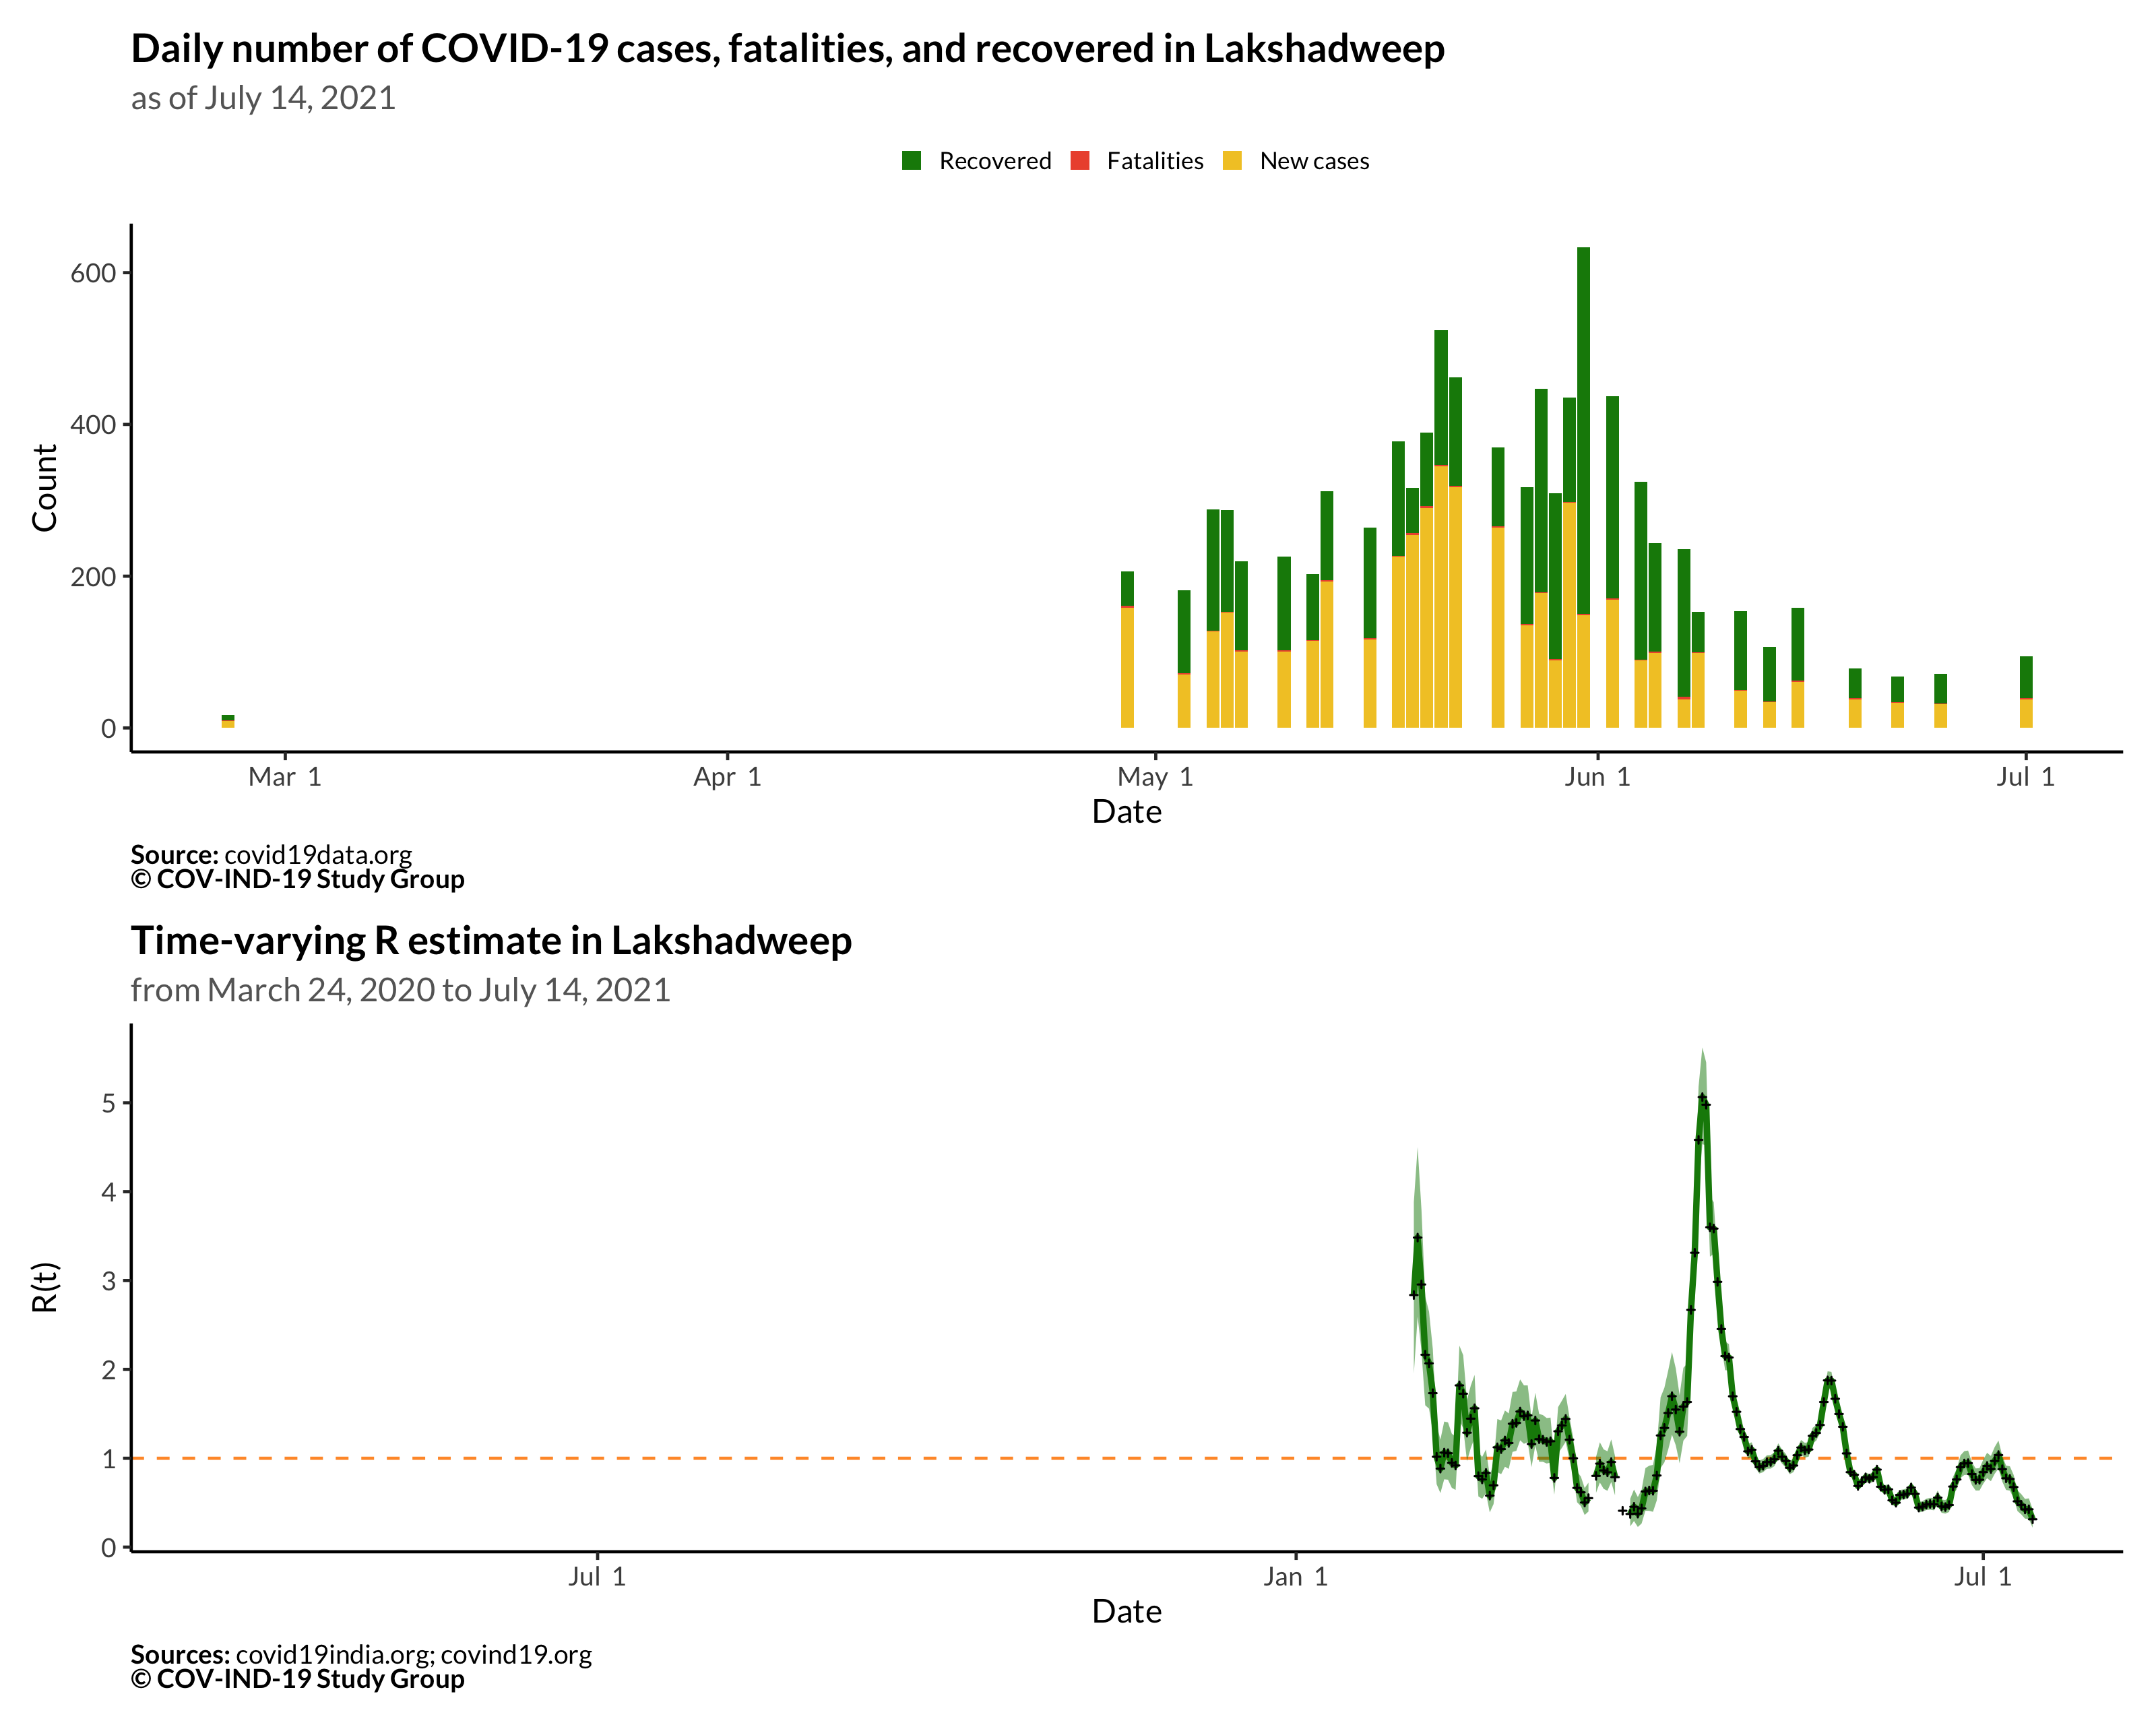 Daily number of COVID-19 cases, fatalities, and recovered in Lakshadweep
as of July 14, 2021
Recovered Fatalities New cases
600
400
200
0
Count
Mar 1 Apr 1 May 1 Jun 1 Jul 1
Date
Source: covid19data.org
© COV-IND-19 Study Group
Time-varying R estimate in Lakshadweep
from March 24, 2020 to July 14, 2021
5
4
3
2
1
0
R(t)
Jul 1 Jan 1 Jul 1
Date
Sources: covid19india.org; covind19.org
© COV-IND-19 Study Group